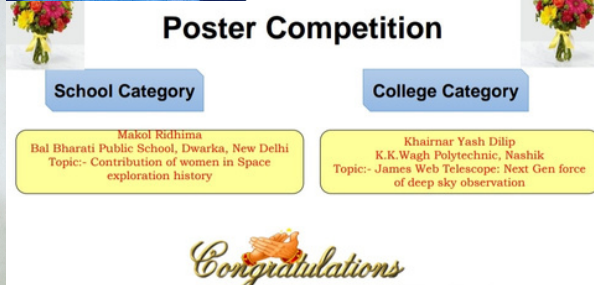 Poster Competition
School Category
College Category
Makol Ridhima
Bal Bharati Public School, Dwarka, New Delhi
Topic:- Contribution of women in Space
exploration history
Khairnar Yash Dilip
K.K.Wagh Polytechnic, Nashik
Topic:- James Web Telescope: Next Gen force
of deep sky observation
Congratulations